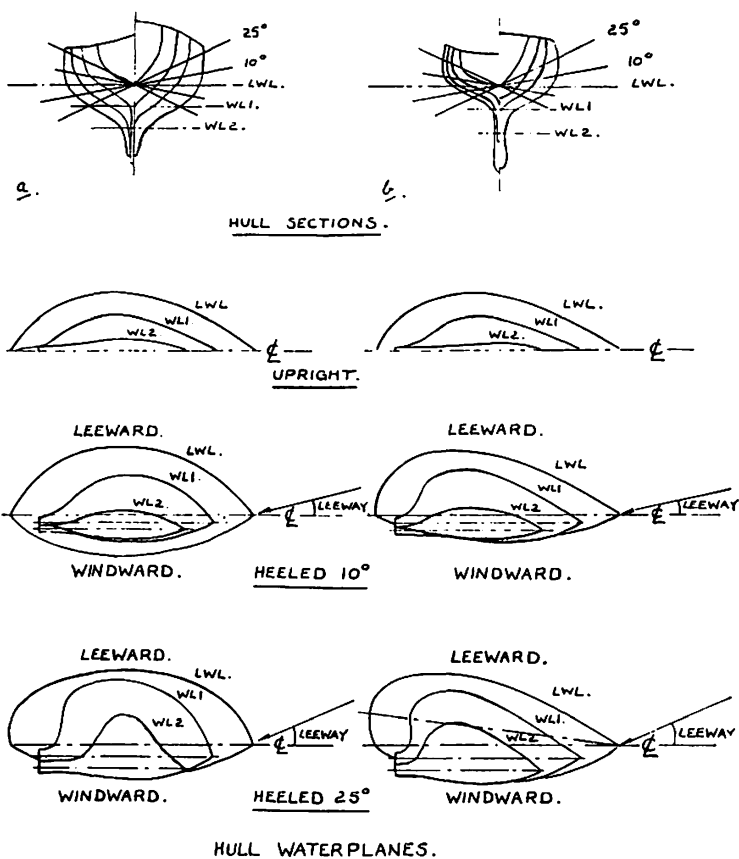 25° 25°
10° 10°
LWL. LWL.
WL1. WL1
WL2. WL2.
a. b.
HULL SECTIONS.
LWL LWL.
WL1 WL1
WL2 WL2.
℄ ℄
UPRIGHT.
LEEWARD. LEEWARD.
LWL. LWL
WL1. WL1
WL2. WL2
℄ LEEWAY ℄ LEEWAY
WINDWARD. HEELED 10° WINDWARD.
LEEWARD. LEEWARD.
LWL. LWL.
WL1 WL1.
WL2 WL2
℄ LEEWAY ℄ LEEWAY
WINDWARD. HEELED 25° WINDWARD.
HULL WATERPLANES.